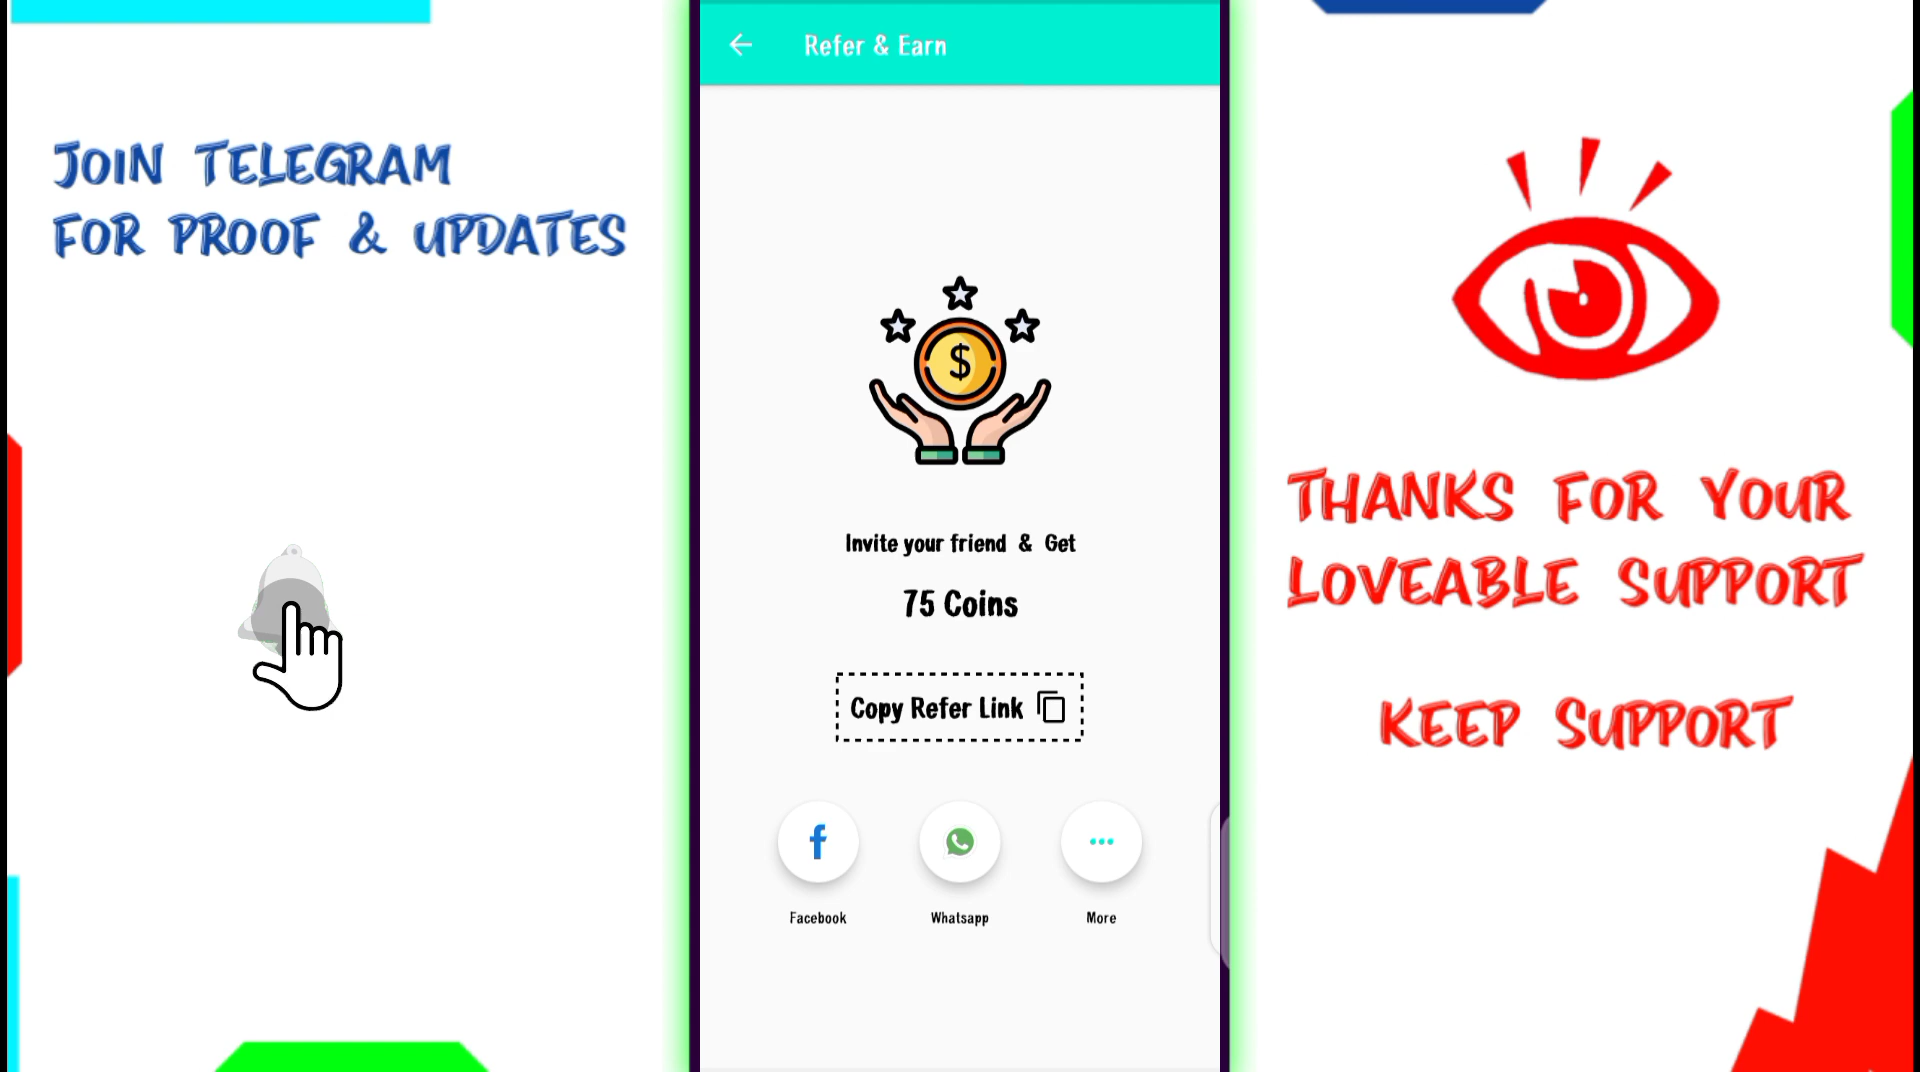 JOIN TELEGRAM
FOR PROOF & UPDATES
Refer & Earn
$
Invite your friend & Get
75 Coins
Copy Refer Link
Facebook
Whatsapp
More
THANKS FOR YOUR
LOVEABLE SUPPORT
KEEP SUPPORT